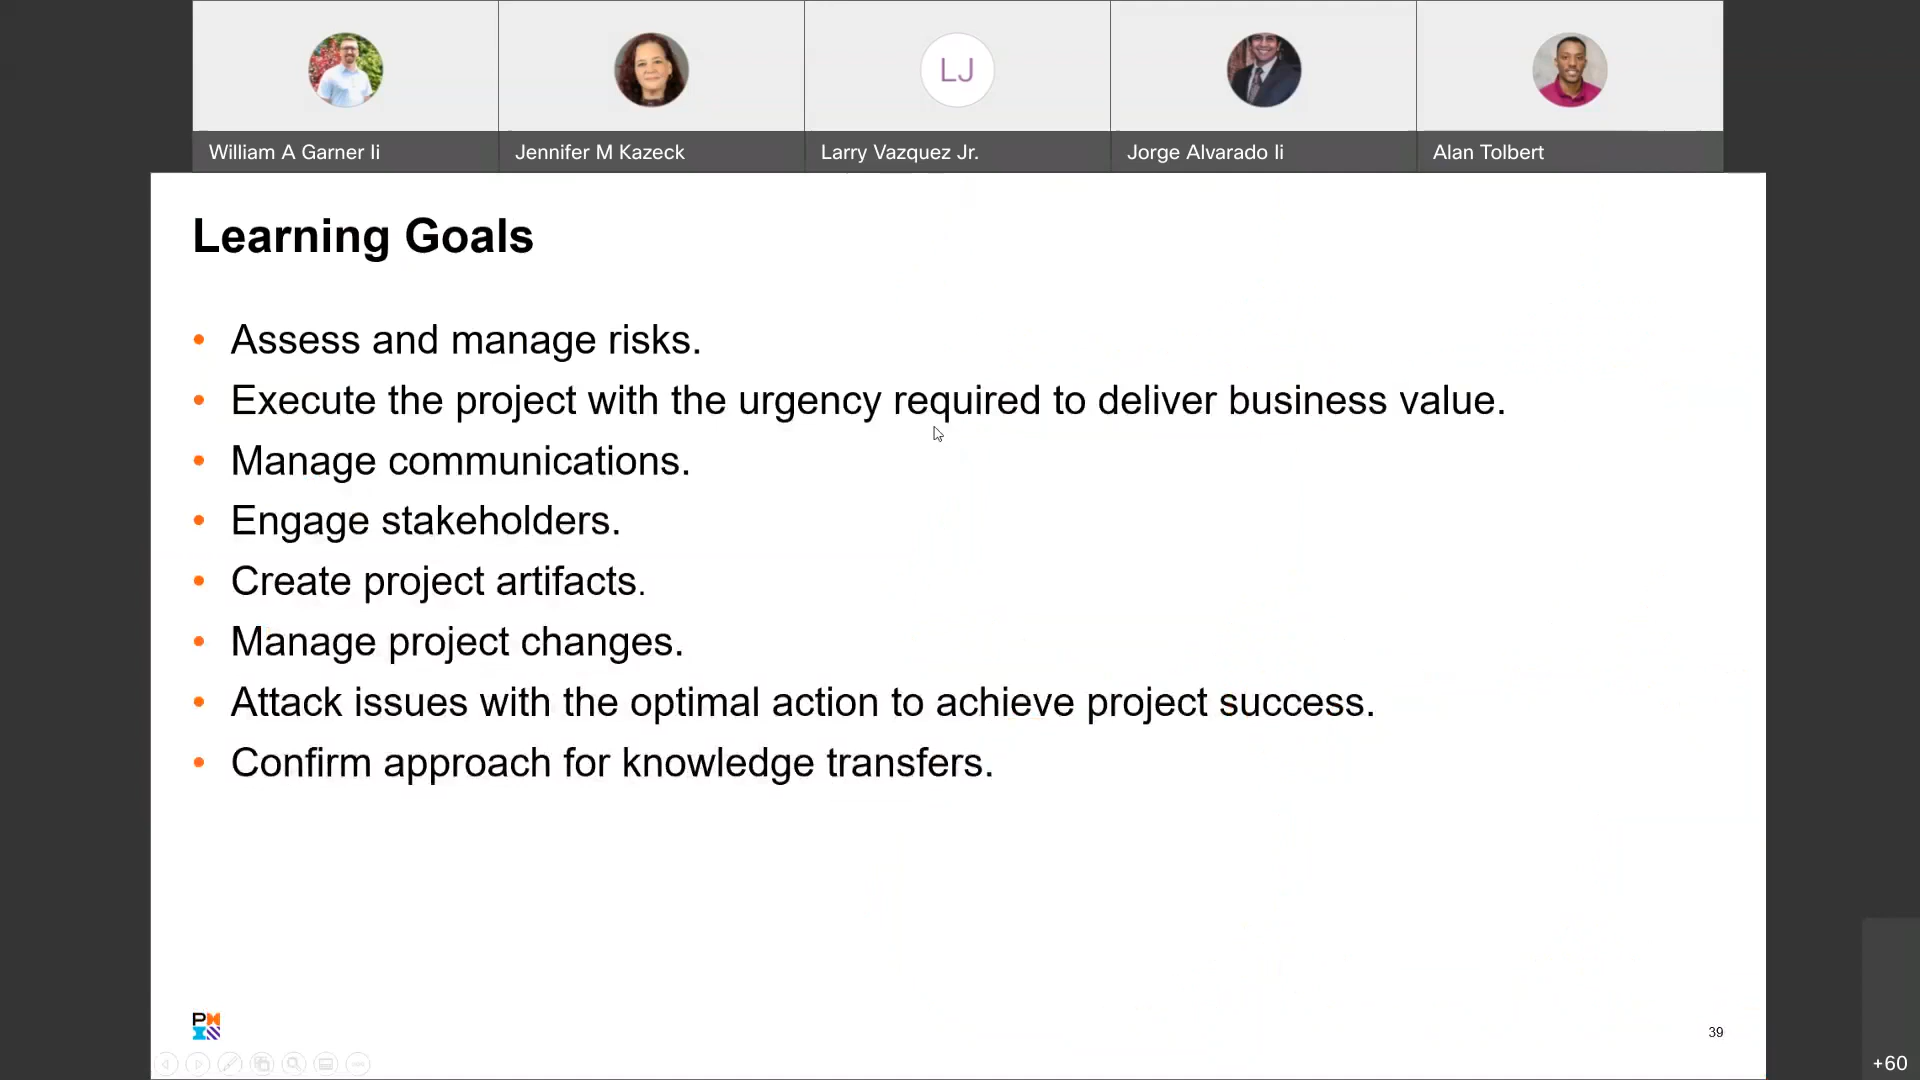 LJ
William A Garner Ii
Jennifer M Kazeck
Larry Vazquez Jr.
Jorge Alvarado Ii
Alan Tolbert
Learning Goals
• Assess and manage risks.
• Execute the project with the urgency required to deliver business value.
• Manage communications.
• Engage stakeholders.
• Create project artifacts.
• Manage project changes.
• Attack issues with the optimal action to achieve project success.
• Confirm approach for knowledge transfers.
39
+60